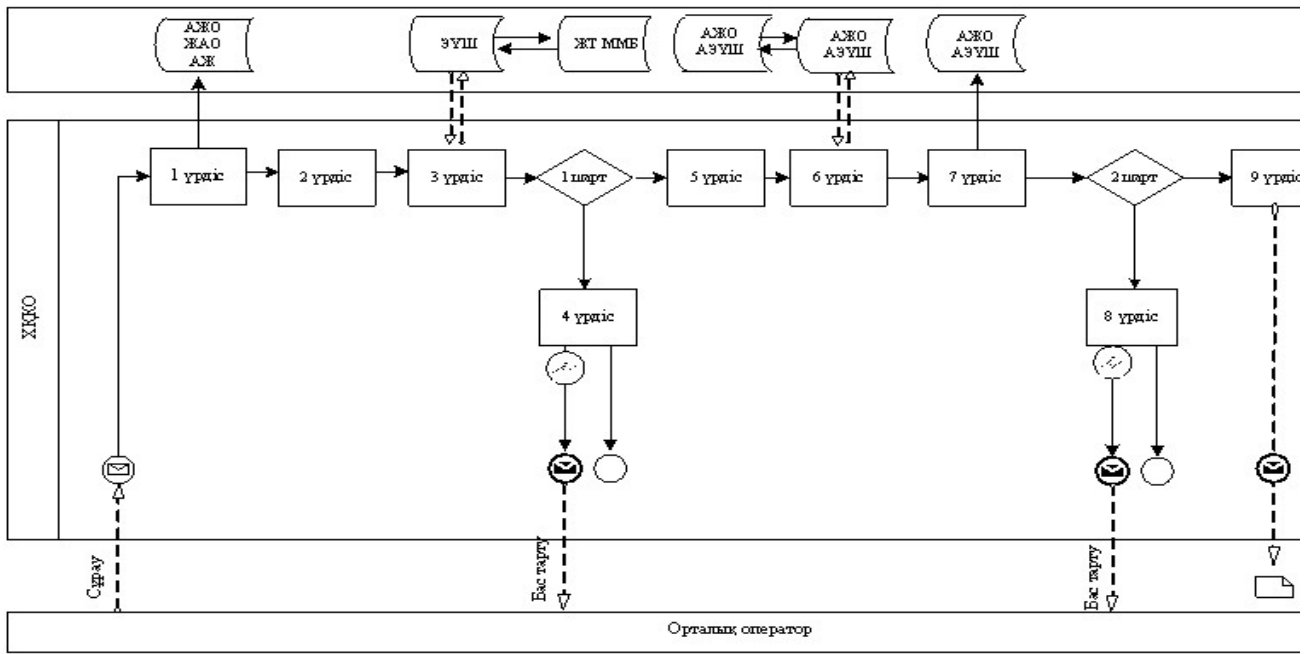 АЖО
ЖАО
АЖ
ЭҮШ
ЖТ ММБ
АЖО
АЭҮШ
АЖО
АЭҮШ
АЖО
АЭҮШ
ХҚКО
1 үрдіс
2 үрдіс
3 үрдіс
1 шарт
5 үрдіс
6 үрдіс
7 үрдіс
2 шарт
9 үрдіс
4 үрдіс
8 үрдіс
Сұрау
Бас тарту
Бас тарту
Орталық оператор